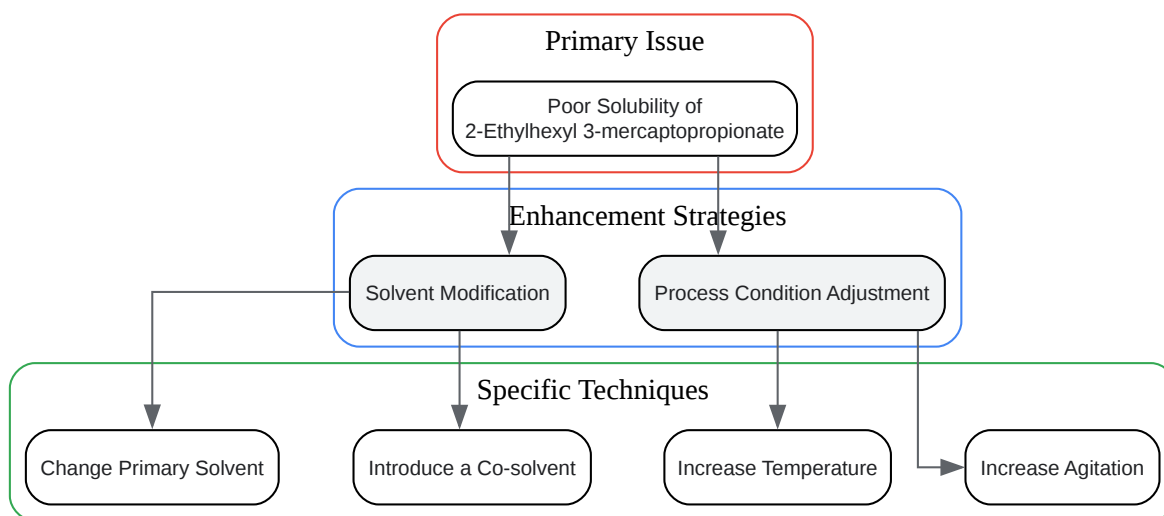 Primary Issue
Poor Solubility of
2-Ethylhexyl 3-mercaptopropionate
Enhancement Strategies
Solvent Modification
Process Condition Adjustment
Specific Techniques
Change Primary Solvent
Introduce a Co-solvent
Increase Temperature
Increase Agitation